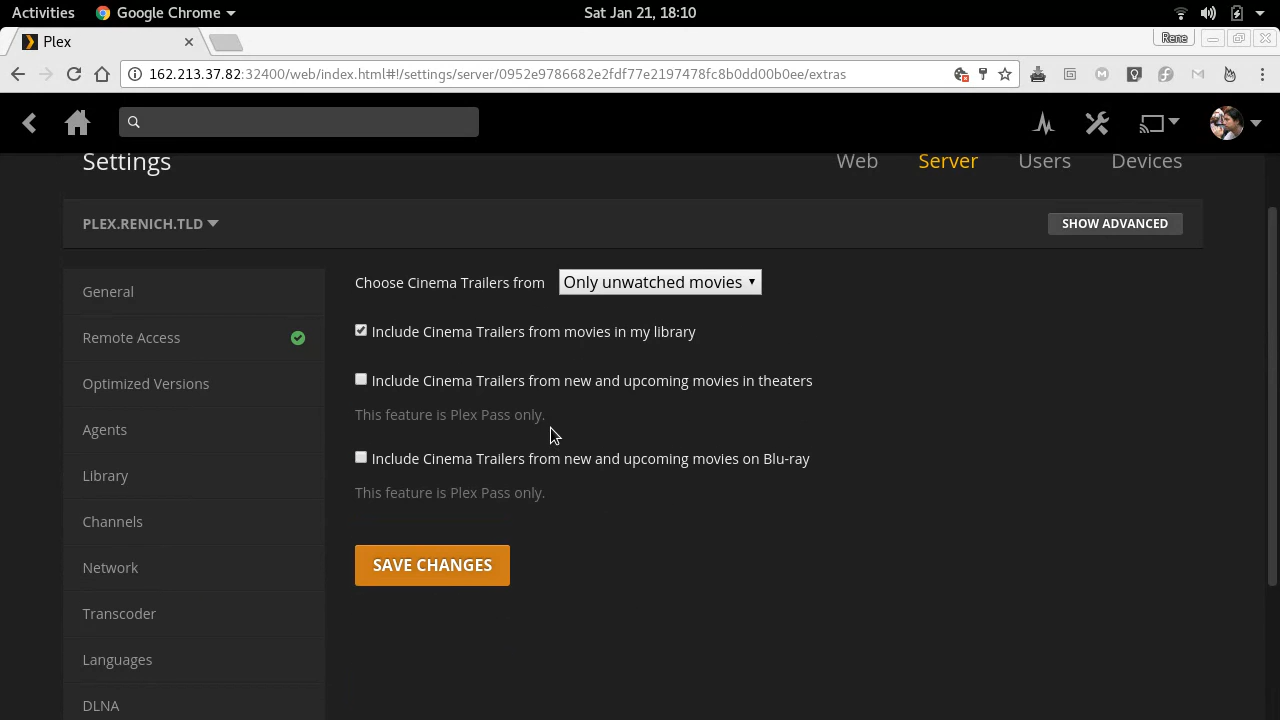 Activities Google Chrome Sat Jan 21, 18:10
Plex Rene
162.213.37.82:32400/web/index.html#!/settings/server/0952e9786682e2fdf77e2197478fc8b0dd00b0ee/extras
Settings Web Server Users Devices
PLEX.RENICH.TLD SHOW ADVANCED
General
Remote Access
Optimized Versions
Agents
Library
Channels
Network
Transcoder
Languages
DLNA
Choose Cinema Trailers from Only unwatched movies
Include Cinema Trailers from movies in my library
Include Cinema Trailers from new and upcoming movies in theaters
This feature is Plex Pass only.
Include Cinema Trailers from new and upcoming movies on Blu-ray
This feature is Plex Pass only.
SAVE CHANGES